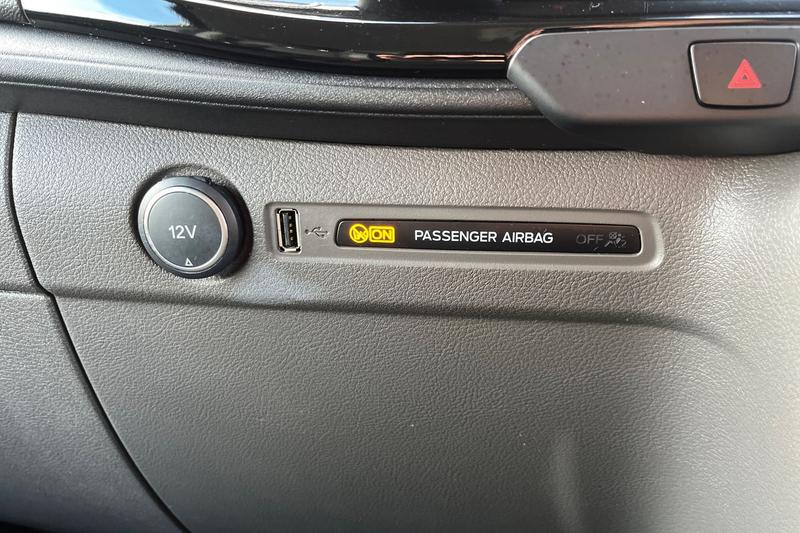 12V
ON PASSENGER AIRBAG OFF